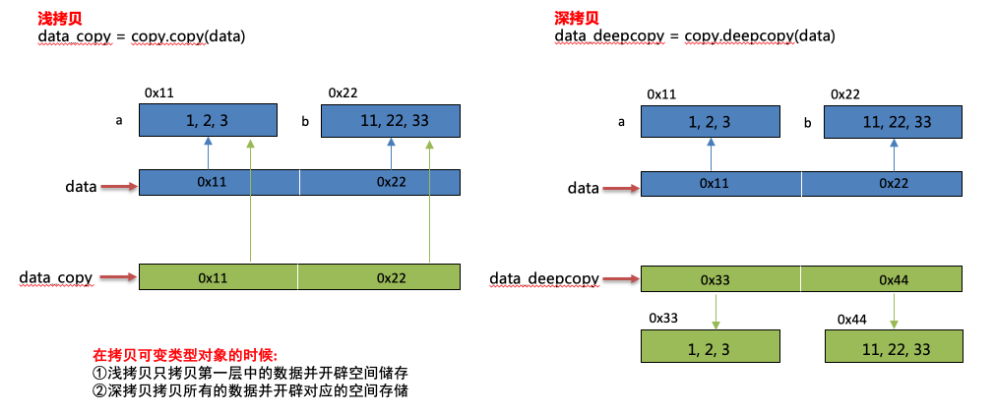 浅拷贝
data_copy = copy.copy(data)
0x11
0x22
a
1, 2, 3
b
11, 22, 33
data
0x11
0x22
data_copy
0x11
0x22
在拷贝可变类型对象的时候:
①浅拷贝只拷贝第一层中的数据并开辟空间储存
②深拷贝拷贝所有的数据并开辟对应的空间存储
深拷贝
data_deepcopy = copy.deepcopy(data)
0x11
0x22
a
1, 2, 3
b
11, 22, 33
data
0x11
0x22
data_deepcopy
0x33
0x44
0x33
0x44
1, 2, 3
11, 22, 33